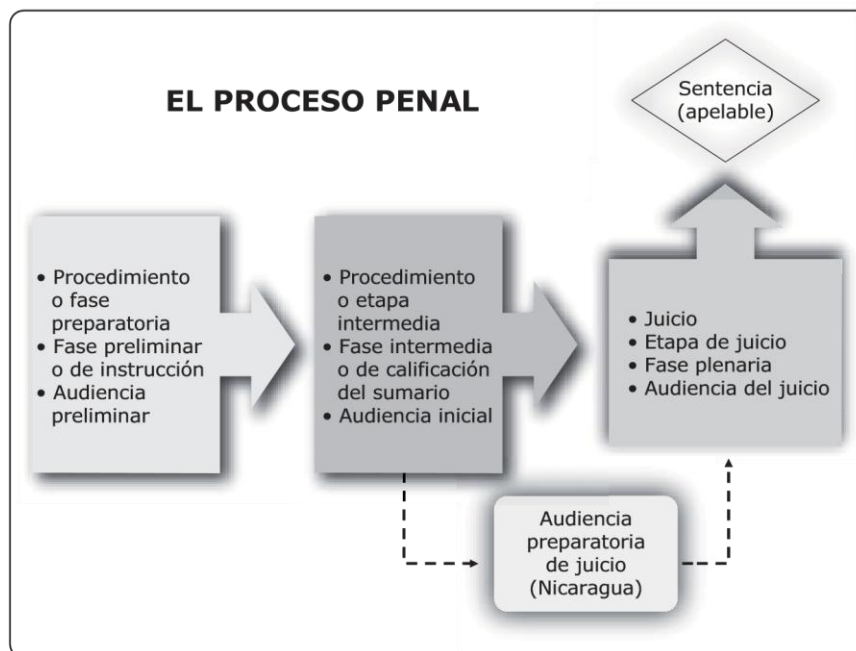 EL PROCESO PENAL
Sentencia
(apelable)
• Procedimiento
o fase
preparatoria
• Fase preliminar
o de instrucción
• Audiencia
preliminar
• Procedimiento
o etapa
intermedia
• Fase intermedia
o de calificación
del sumario
• Audiencia inicial
• Juicio
• Etapa de juicio
• Fase plenaria
• Audiencia del juicio
Audiencia
preparatoria
de juicio
(Nicaragua)